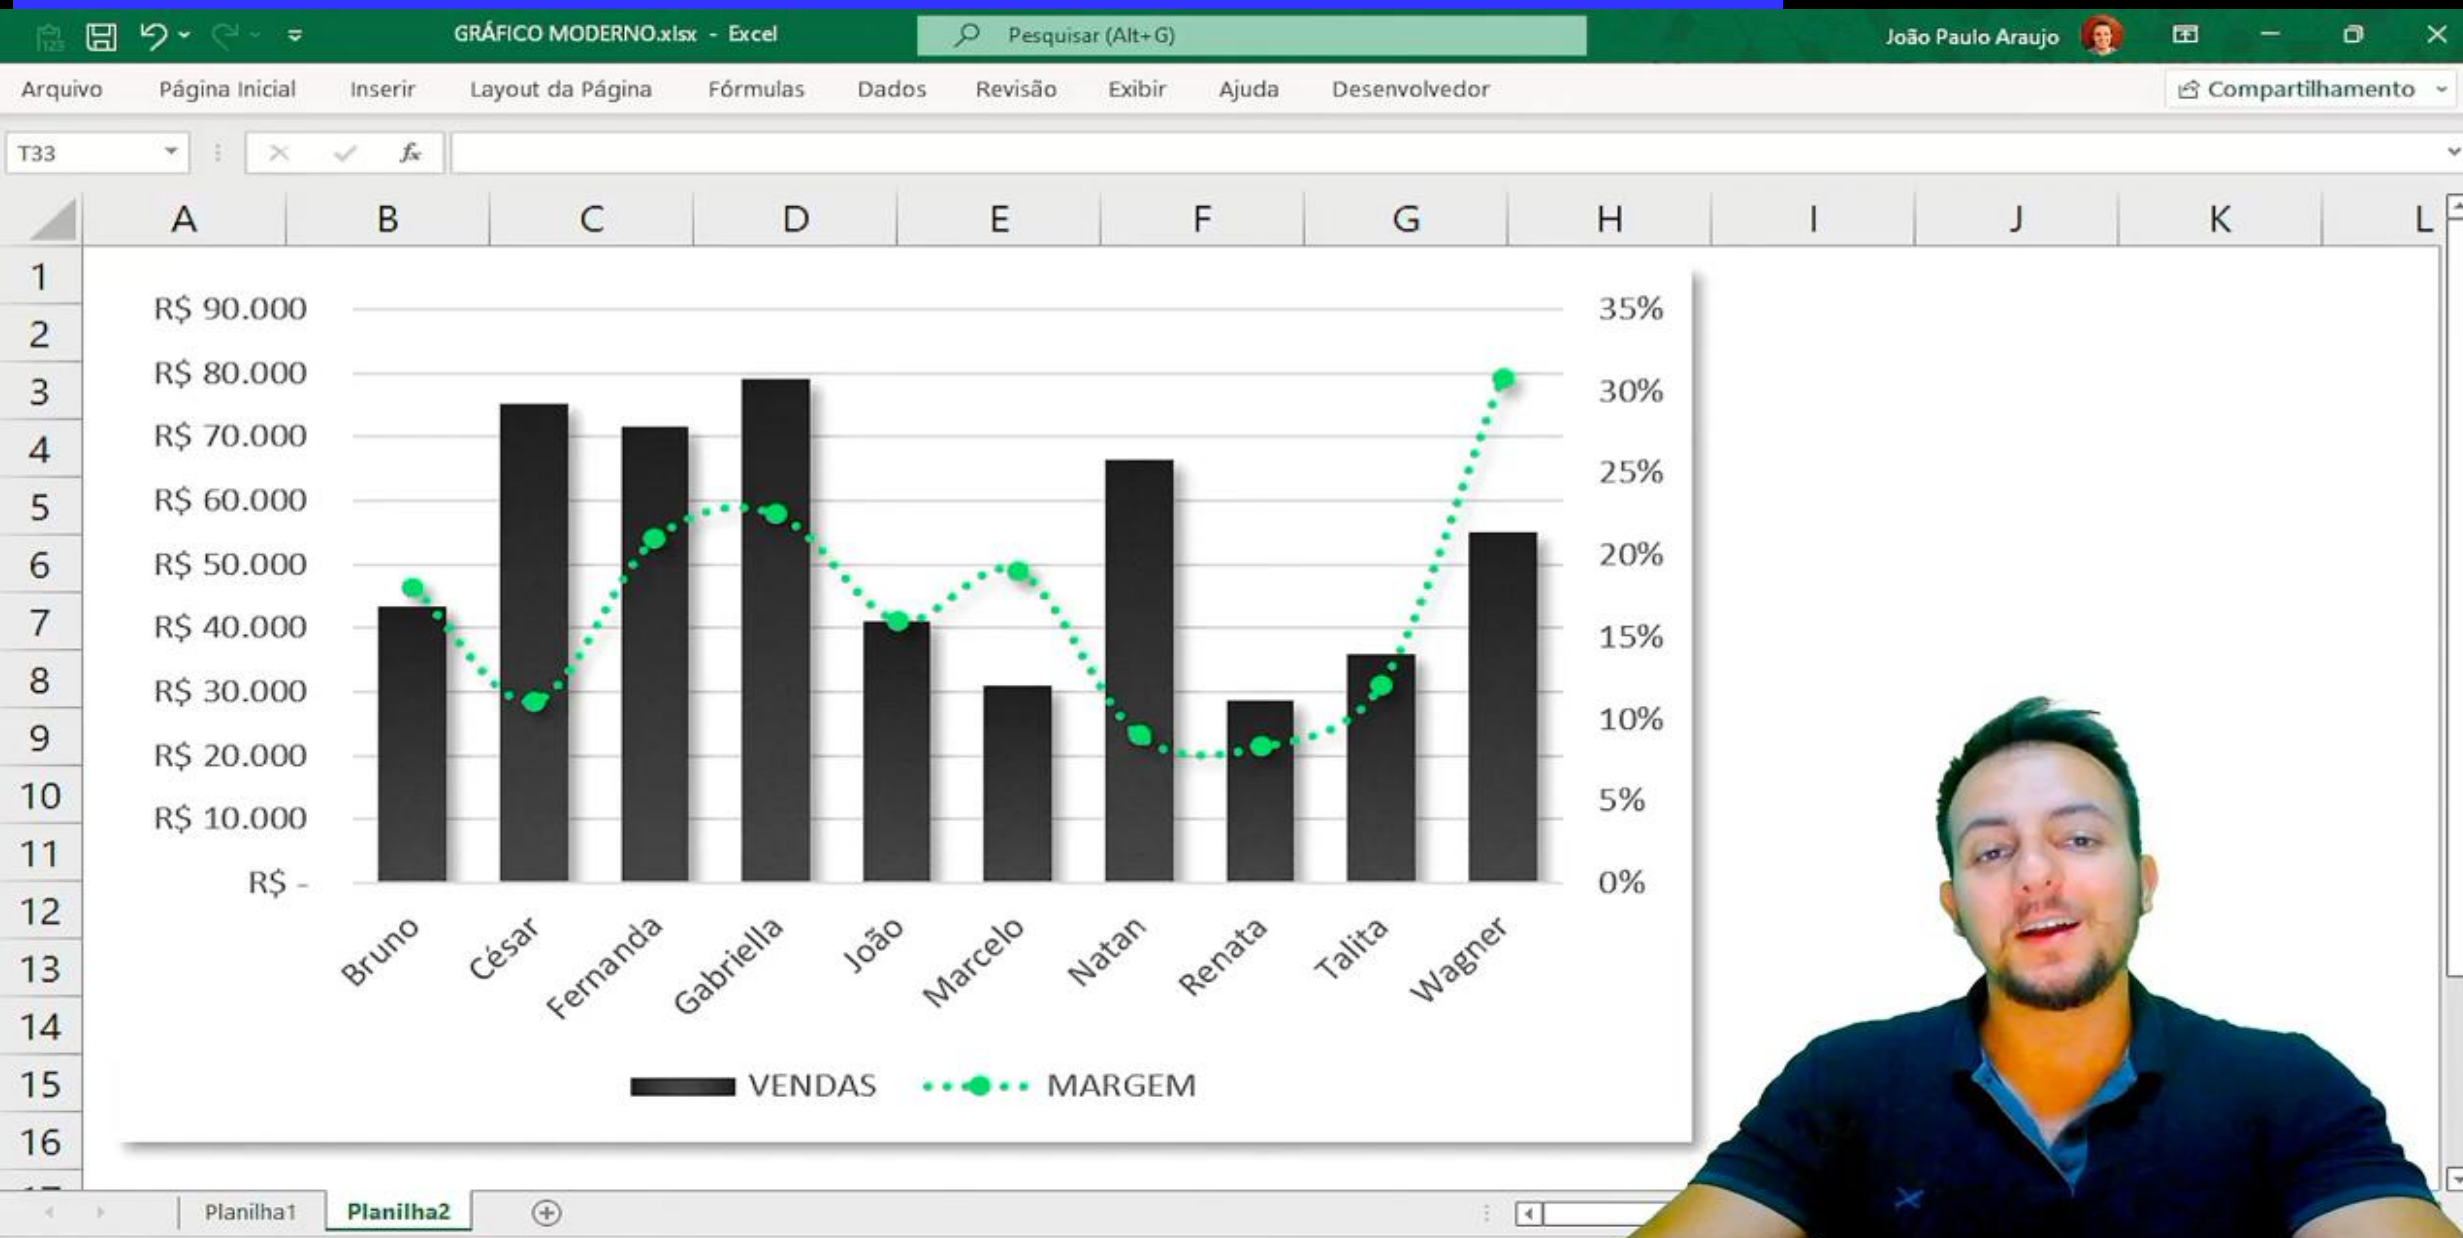 GRÁFICO MODERNO.xlsx - Excel
Pesquisar (Alt+G)
João Paulo Araujo
Arquivo Página Inicial Inserir Layout da Página Fórmulas Dados Revisão Exibir Ajuda Desenvolvedor Compartilhamento
T33 fx
A B C D E F G H I J K L
1
2
3
4
5
6
7
8
9
10
11
12
13
14
15
16
R$ 90.000 35%
R$ 80.000 30%
R$ 70.000 25%
R$ 60.000 20%
R$ 50.000 15%
R$ 40.000 10%
R$ 30.000 5%
R$ 20.000 0%
R$ 10.000
R$ -
Bruno César Fernanda Gabriella João Marcelo Natan Renata Talita Wagner
VENDAS MARGEM
Planilha1 Planilha2